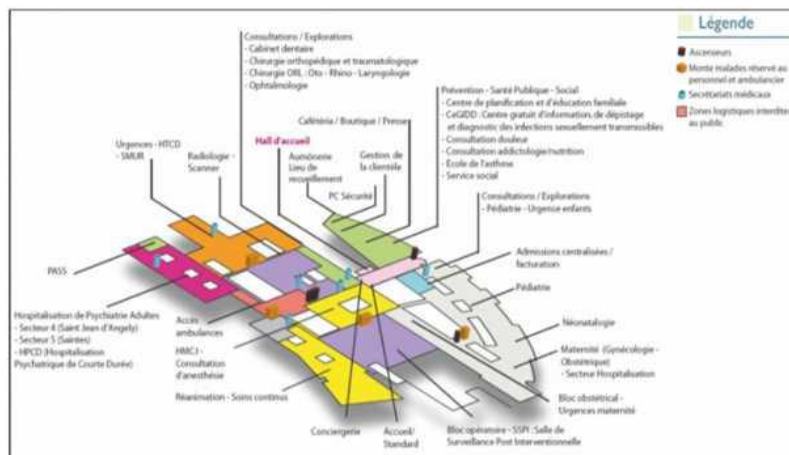 Légende
Ascenseurs
Monte malades réservé au
personnel et ambulancier
Secrétariats médicaux
Zones logistiques interdites
au public
Consultations / Explorations
- Cabinet dentaire
- Chirurgie orthopédique et traumatologique
- Chirurgie ORL : Oto - Rhino - Laryngologie
- Ophtalmologie
Prévention - Santé Publique - Social
- Centre de planification et d'éducation familiale
- CeGIDD : Centre gratuit d'information, de dépistage
et diagnostic des infections sexuellement transmissibles
- Consultation douleur
- Consultation addictologie/nutrition
- École de l'asthme
- Service social
Cafétéria / Boutique / Presse
Urgences - HTCD
- SMUR
Radiologie -
Scanner
Hall d'accueil
Aumônerie
Lieu de
recueillement
Gestion de
la clientèle
PC Sécurité
Consultations / Explorations
- Pédiatrie - Urgence enfants
Admissions centralisées /
facturation
PASS
Pédiatrie
Hospitalisation de Psychiatrie Adultes
- Secteur 4 (Saint Jean d'Angely)
- Secteur 5 (Saintes)
- HPCD (Hospitalisation
Psychatrique de Courte Durée)
Accès
ambulances
Néonatalogie
HMCJ -
Consultation
d'anesthésie
Maternité (Gynécologie -
Obstétrique)
- Secteur Hospitalisation
Réanimation - Soins continus
Bloc obstétrical -
Urgences maternité
Conciergerie
Accueil/
Standard
Bloc opératoire - SSPI : Salle de
Surveillance Post Interventionnelle